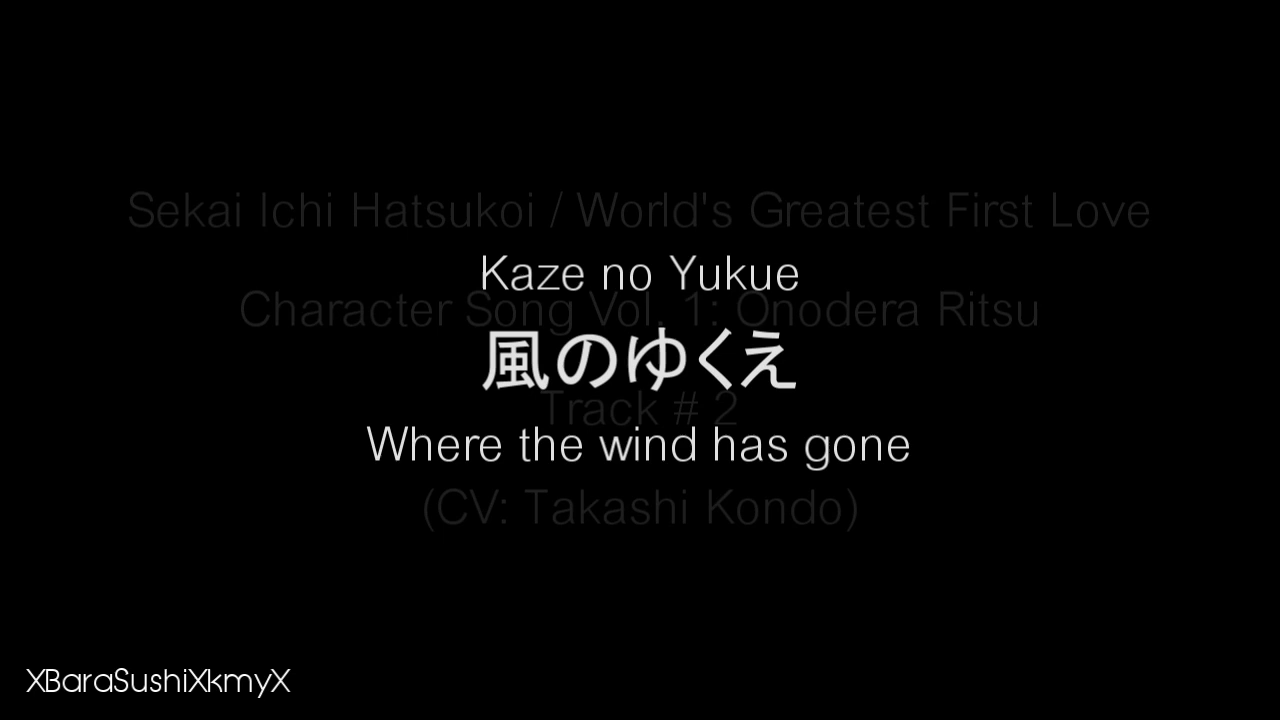 Sekai Ichi Hatsukoi / World's Greatest First Love
Kaze no Yukue
Character Song Vol. 1: Onodera Ritsu
風のゆくえ
Track # 2
Where the wind has gone
(CV: Takashi Kondo)
XBaraSushiXkmyX